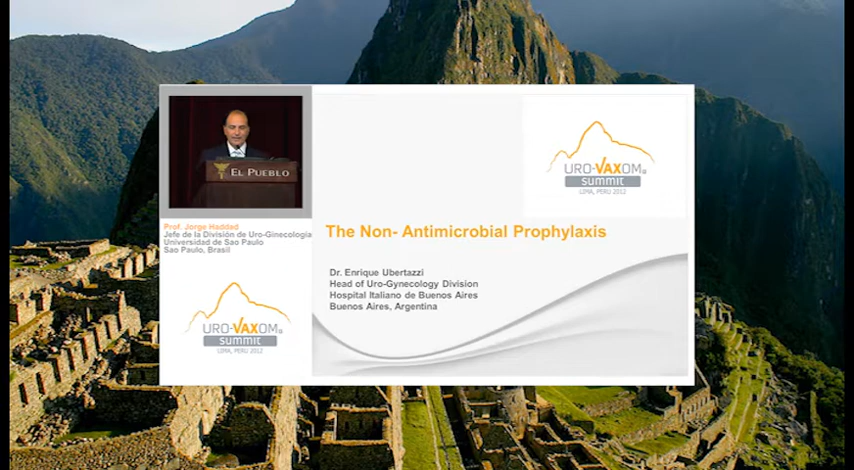 EL PUEBLO
Prof. Jorge Haddad
Jefe de la División de Uro-Ginecología
Universidad de Sao Paulo
Sao Paulo, Brasil
URO-VAXOM®
summit
LIMA, PERU 2012
URO-VAXOM®
summit
LIMA, PERU 2012
The Non- Antimicrobial Prophylaxis
Dr. Enrique Ubertazzi
Head of Uro-Gynecology Division
Hospital Italiano de Buenos Aires
Buenos Aires, Argentina